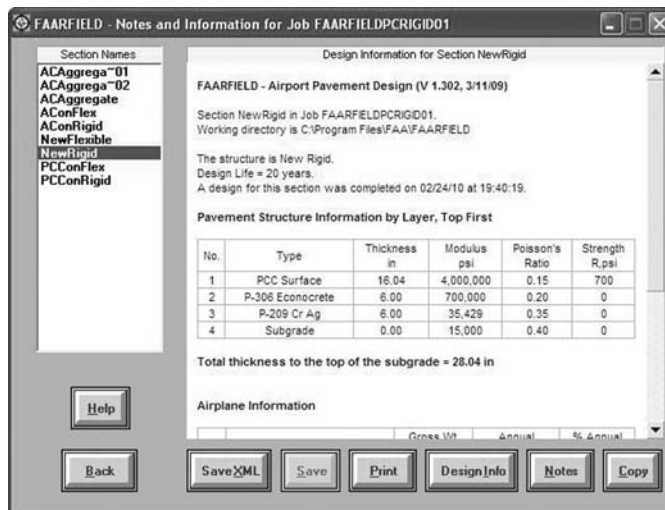 FAARFIELD - Notes and Information for Job FAARFIELDPCRIGID01
Section Names
ACAggrega~01
ACAggrega~02
ACAggregate
AConFlex
AConRigid
NewFlexible
NewRigid
PCConFlex
PCConRigid
Design Information for Section NewRigid
FAARFIELD - Airport Pavement Design (V 1.302, 3/11/09)
Section NewRigid in Job FAARFIELDPCRIGID01.
Working directory is C:\Program Files\FAA\FAARFIELD
The structure is New Rigid.
Design Life = 20 years.
A design for this section was completed on 02/24/10 at 19:40:19.
Pavement Structure Information by Layer, Top First
No. Type Thickness in Modulus psi Poisson's Ratio Strength R,psi
1 PCC Surface 16.04 4,000,000 0.15 700
2 P-306 Econocrete 6.00 700,000 0.20 0
3 P-209 Cr Ag 6.00 35,429 0.35 0
4 Subgrade 0.00 15,000 0.40 0
Total thickness to the top of the subgrade = 28.04 in
Airplane Information
Gross Wt Annual % Annual
Help
Back SaveXML Save Print Design Info Notes Copy